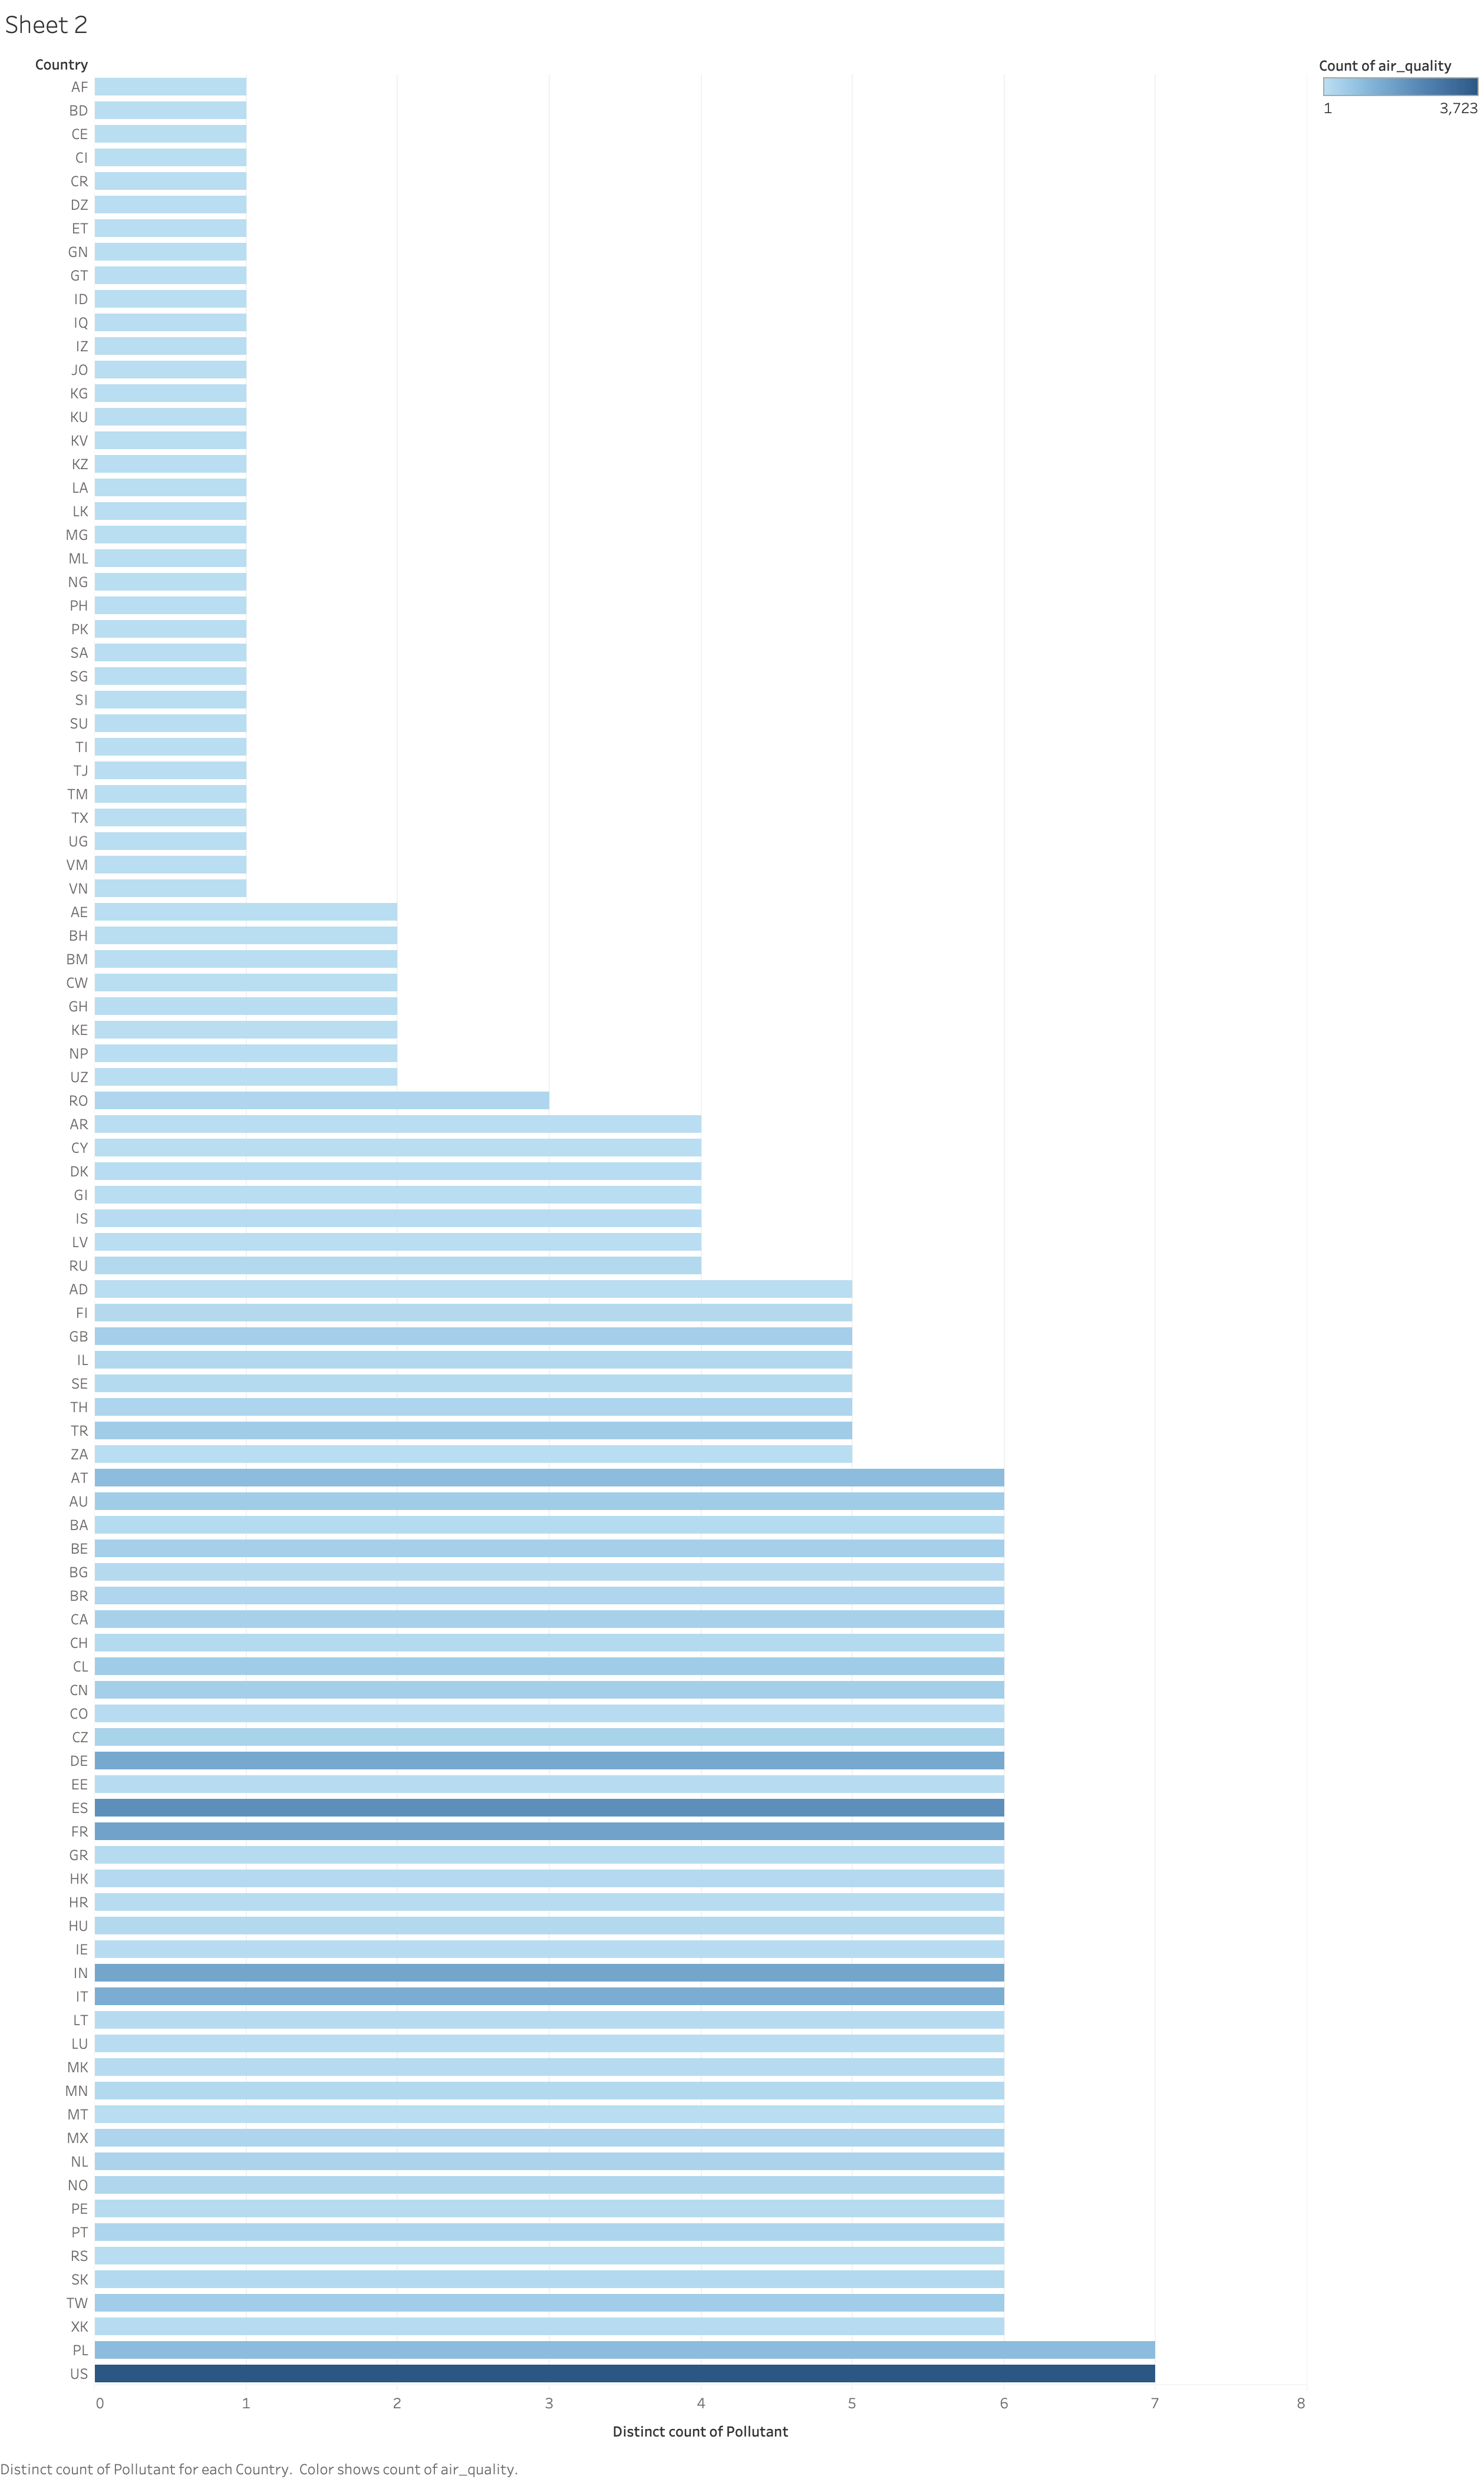 Sheet 2
Country
Count of air_quality
1 3,723
AF
BD
CE
CI
CR
DZ
ET
GN
GT
ID
IQ
IZ
JO
KG
KU
KV
KZ
LA
LK
MG
ML
NG
PH
PK
SA
SG
SI
SU
TI
TJ
TM
TX
UG
VM
VN
AE
BH
BM
CW
GH
KE
NP
UZ
RO
AR
CY
DK
GI
IS
LV
RU
AD
FI
GB
IL
SE
TH
TR
ZA
AT
AU
BA
BE
BG
BR
CA
CH
CL
CN
CO
CZ
DE
EE
ES
FR
GR
HK
HR
HU
IE
IN
IT
LT
LU
MK
MN
MT
MX
NL
NO
PE
PT
RS
SK
TW
XK
PL
US
0 1 2 3 4 5 6 7 8
Distinct count of Pollutant
Distinct count of Pollutant for each Country. Color shows count of air_quality.